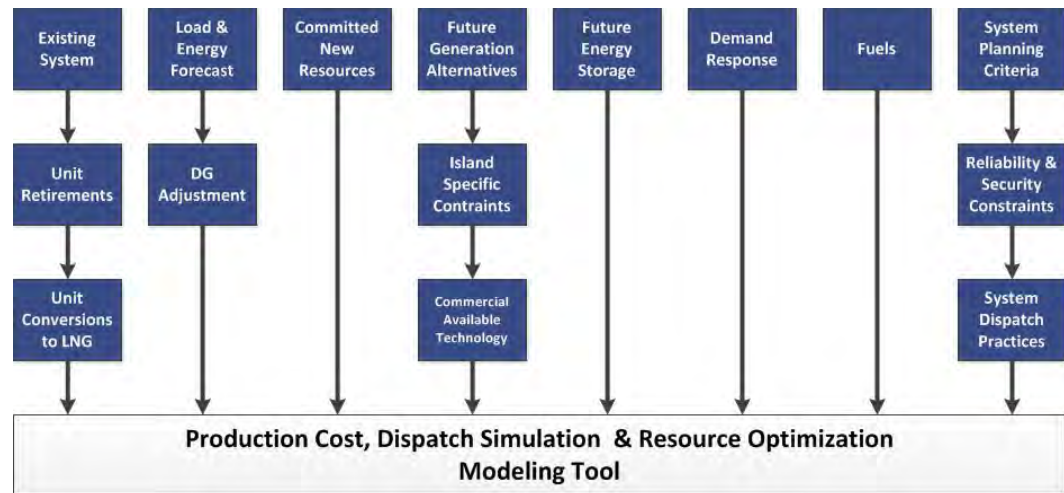 Existing
System
Load &
Energy
Forecast
Committed
New
Resources
Future
Generation
Alternatives
Future
Energy
Storage
Demand
Response
Fuels
System
Planning
Criteria
Unit
Retirements
DG
Adjustment
Island
Specific
Contraints
Reliability &
Security
Constraints
Unit
Conversions
to LNG
Commercial
Available
Technology
System
Dispatch
Practices
Production Cost, Dispatch Simulation & Resource Optimization
Modeling Tool